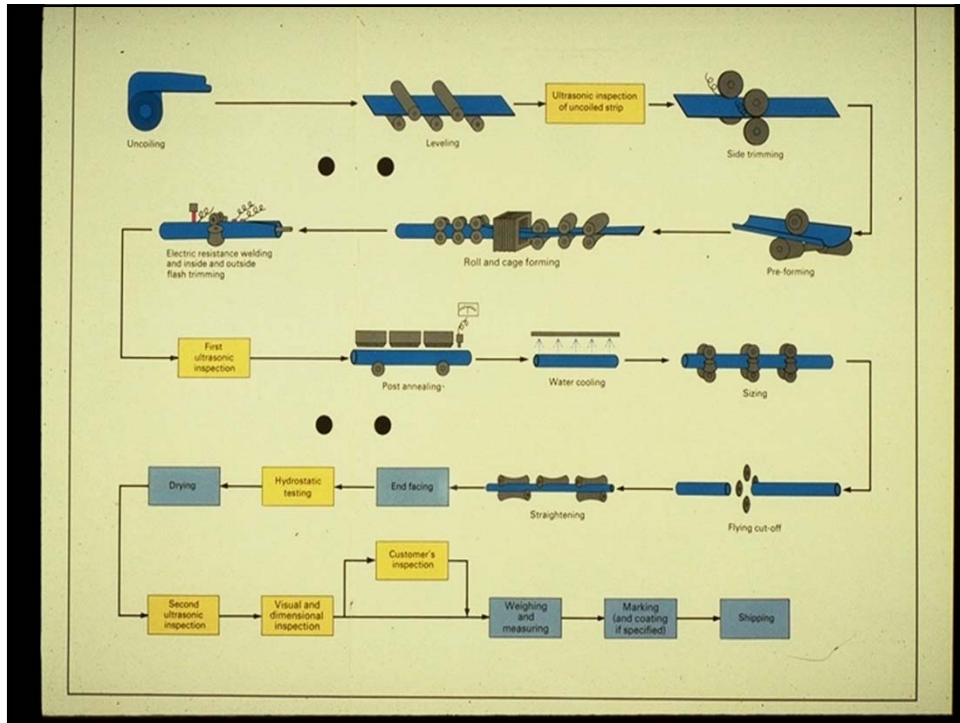 Uncoiling
Leveling
Ultrasonic inspection
of uncoiled strip
Side trimming
Electric resistance welding
and inside and outside
flash trimming
Roll and cage forming
Pre-forming
First
ultrasonic
inspection
Post annealing
Water cooling
Sizing
Drying
Hydrostatic
testing
End facing
Straightening
Flying cut-off
Customer's
inspection
Second
ultrasonic
inspection
Visual and
dimensional
inspection
Weighing
and
measuring
Marking
(and coating
if specified)
Shipping